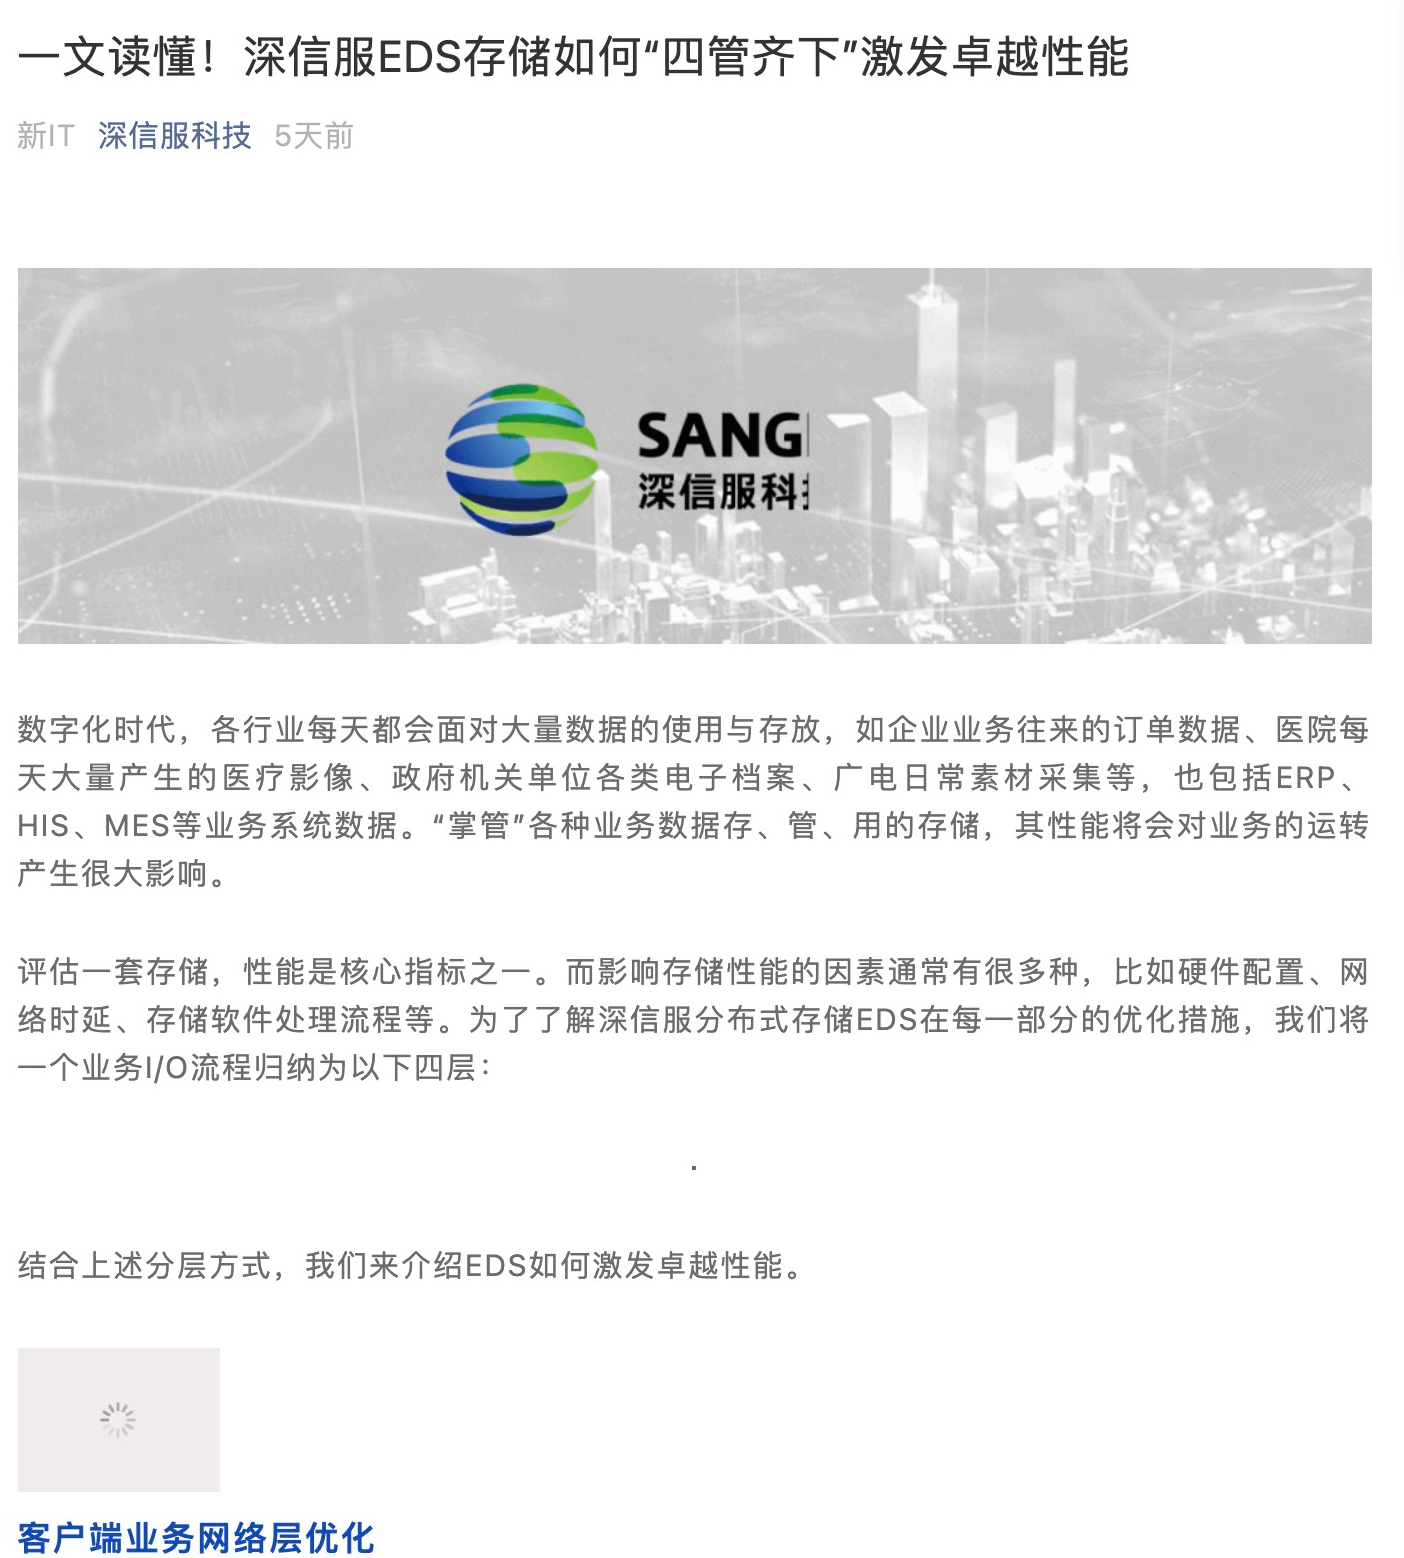 一文读懂！深信服EDS存储如何“四管齐下”激发卓越性能
新IT 深信服科技 5天前
SANG
深信服科
数字化时代，各行业每天都会面对大量数据的使用与存放，如企业业务往来的订单数据、医院每
天大量产生的医疗影像、政府机关单位各类电子档案、广电日常素材采集等，也包括ERP、
HIS、MES等业务系统数据。“掌管”各种业务数据存、管、用的存储，其性能将会对业务的运转
产生很大影响。
评估一套存储，性能是核心指标之一。而影响存储性能的因素通常有很多种，比如硬件配置、网
络时延、存储软件处理流程等。为了了解深信服分布式存储EDS在每一部分的优化措施，我们将
一个业务I/O流程归纳为以下四层：
.
结合上述分层方式，我们来介绍EDS如何激发卓越性能。
客户端业务网络层优化